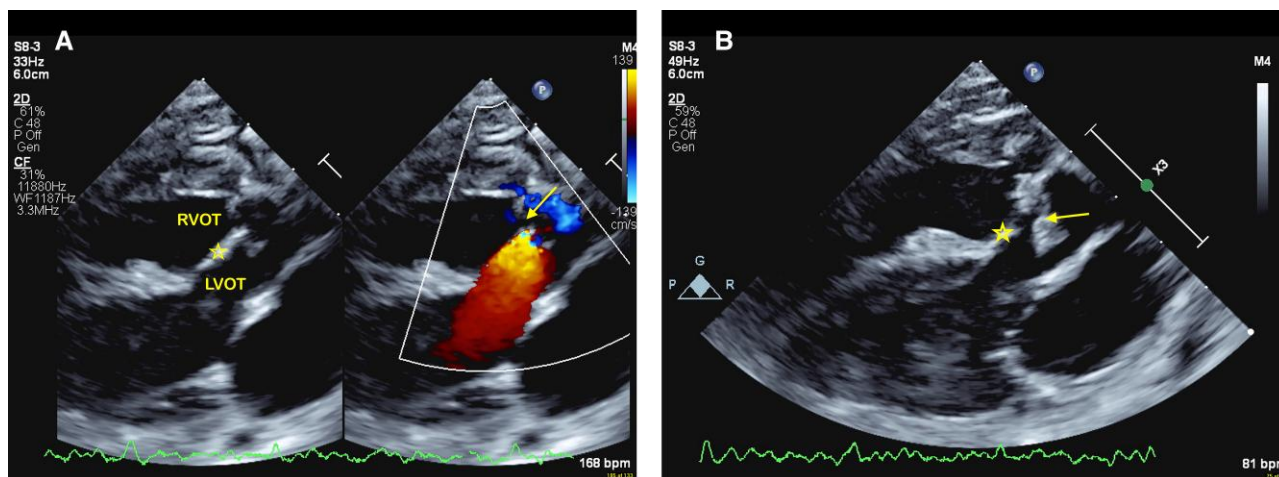 A
S8-3
33Hz
6.0cm
2D
61%
C 48
P Off
Gen
CF
31%
11880Hz
WF1187Hz
3.3MHz
RVOT
LVOT
P
M4
139
-139
cm/s
168 bpm
B
S8-3
49Hz
6.0cm
2D
59%
C 48
P Off
Gen
P
M4
X3
G
P R
81 bpm